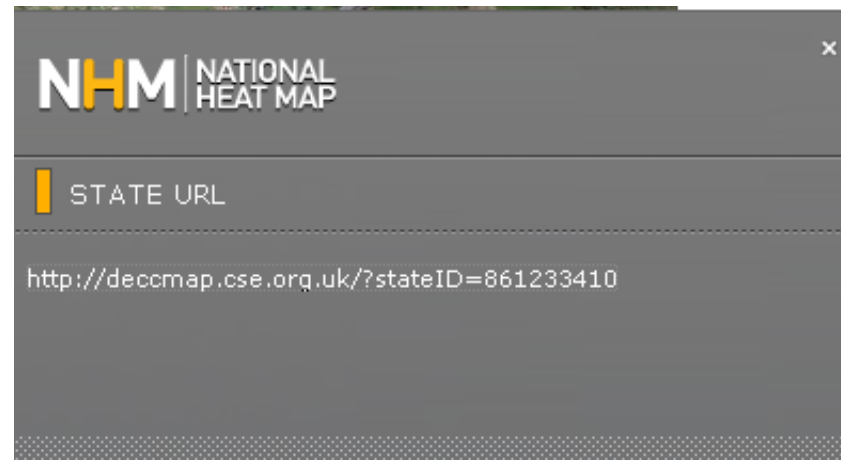 NHM NATIONAL
HEAT MAP
×
STATE URL
http://deccmap.cse.org.uk/?stateID=861233410